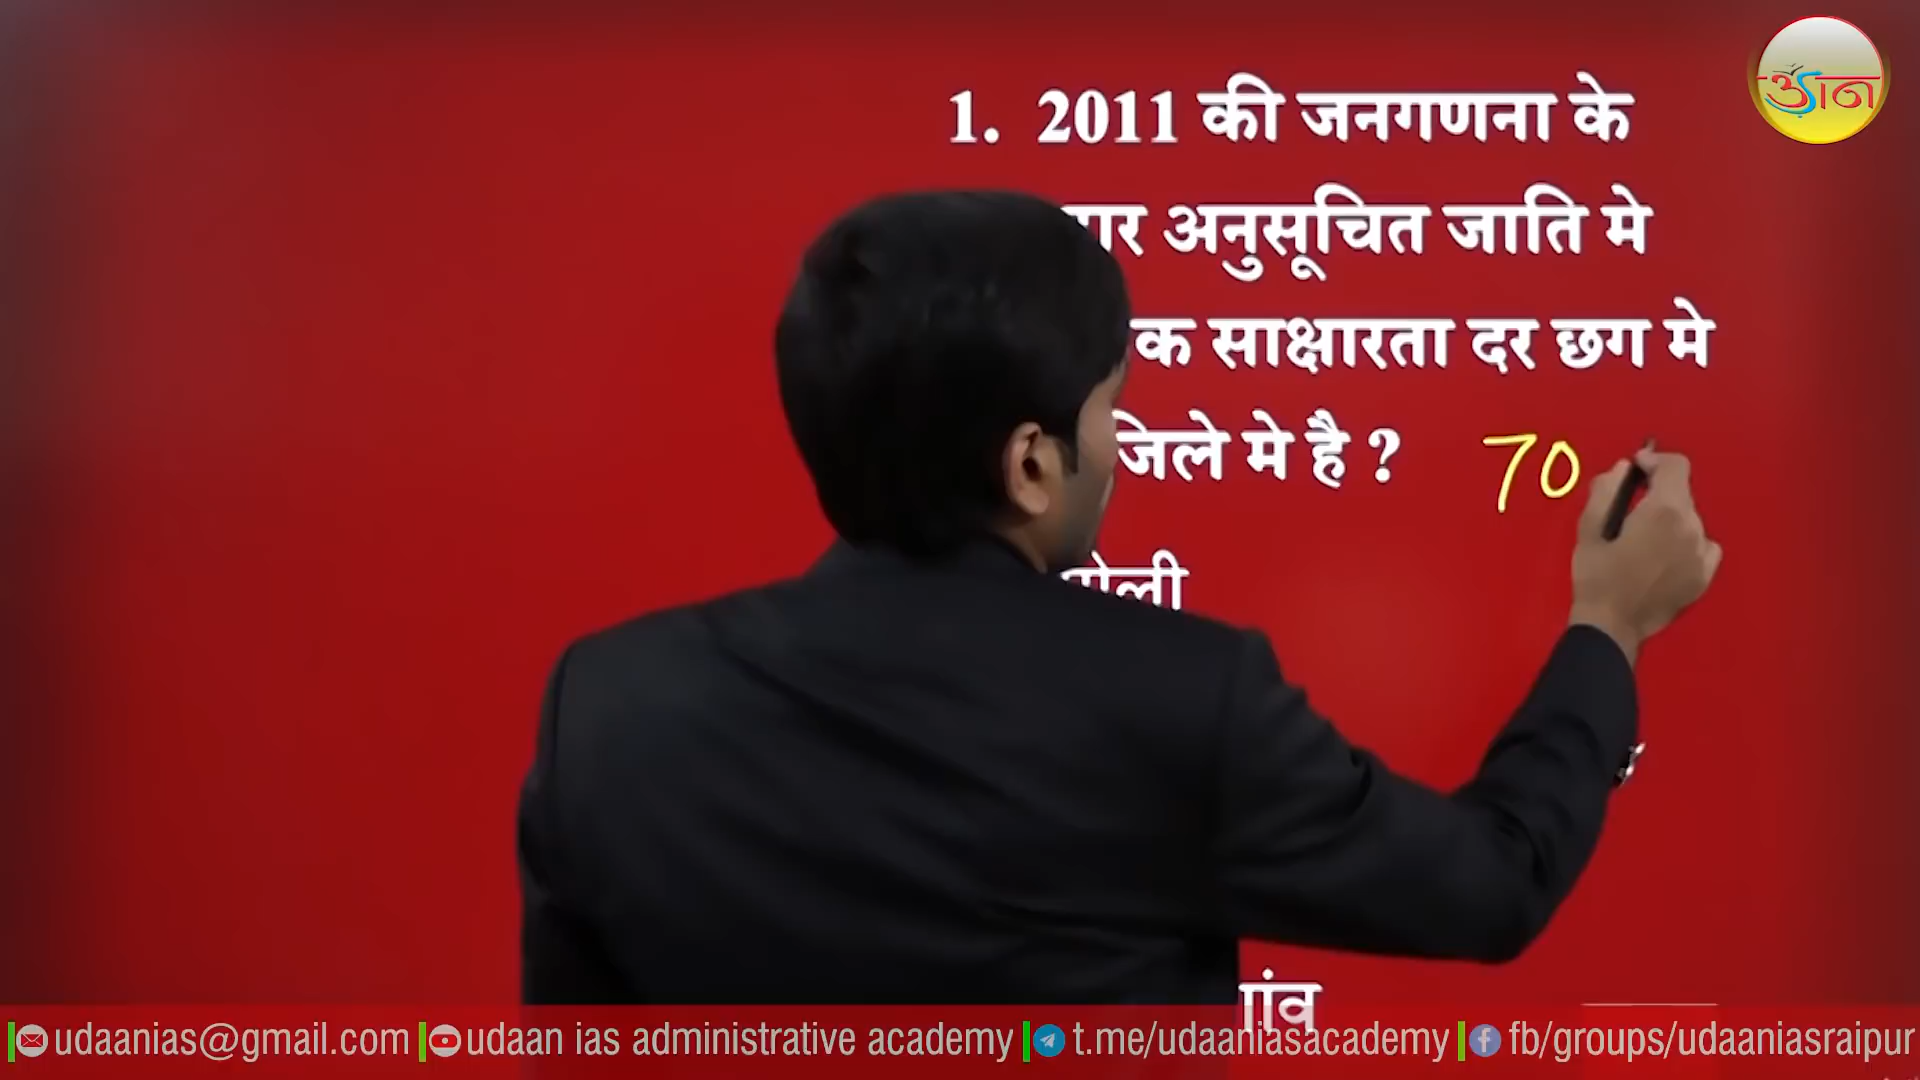 उड़ान
1. 2011 की जनगणना के
अनुसूचित जाति मे
साक्षारता दर छग मे
जिले मे है ? 70
udaanias@gmail.com udaan ias administrative academy t.me/udaaniasacademy fb/groups/udaaniasraipur